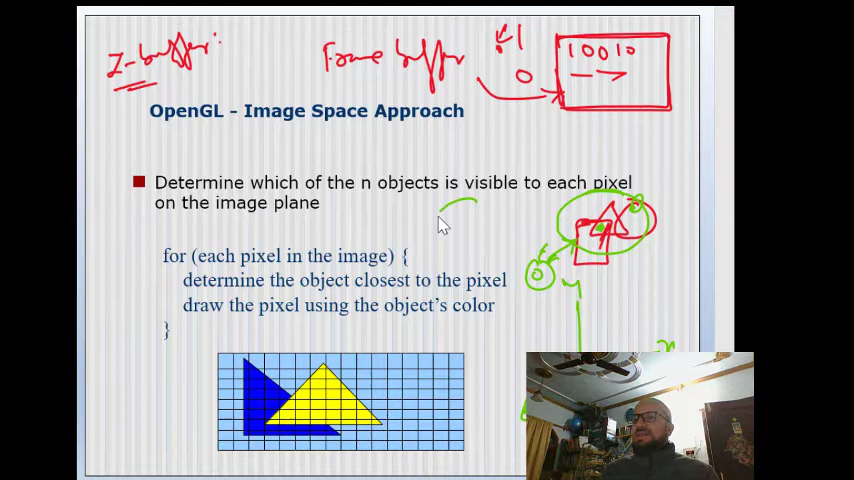 Z-buffer:
Frame buffer
1
0
10010
OpenGL - Image Space Approach
Determine which of the n objects is visible to each pixel
on the image plane
for (each pixel in the image) {
determine the object closest to the pixel
draw the pixel using the object's color
}